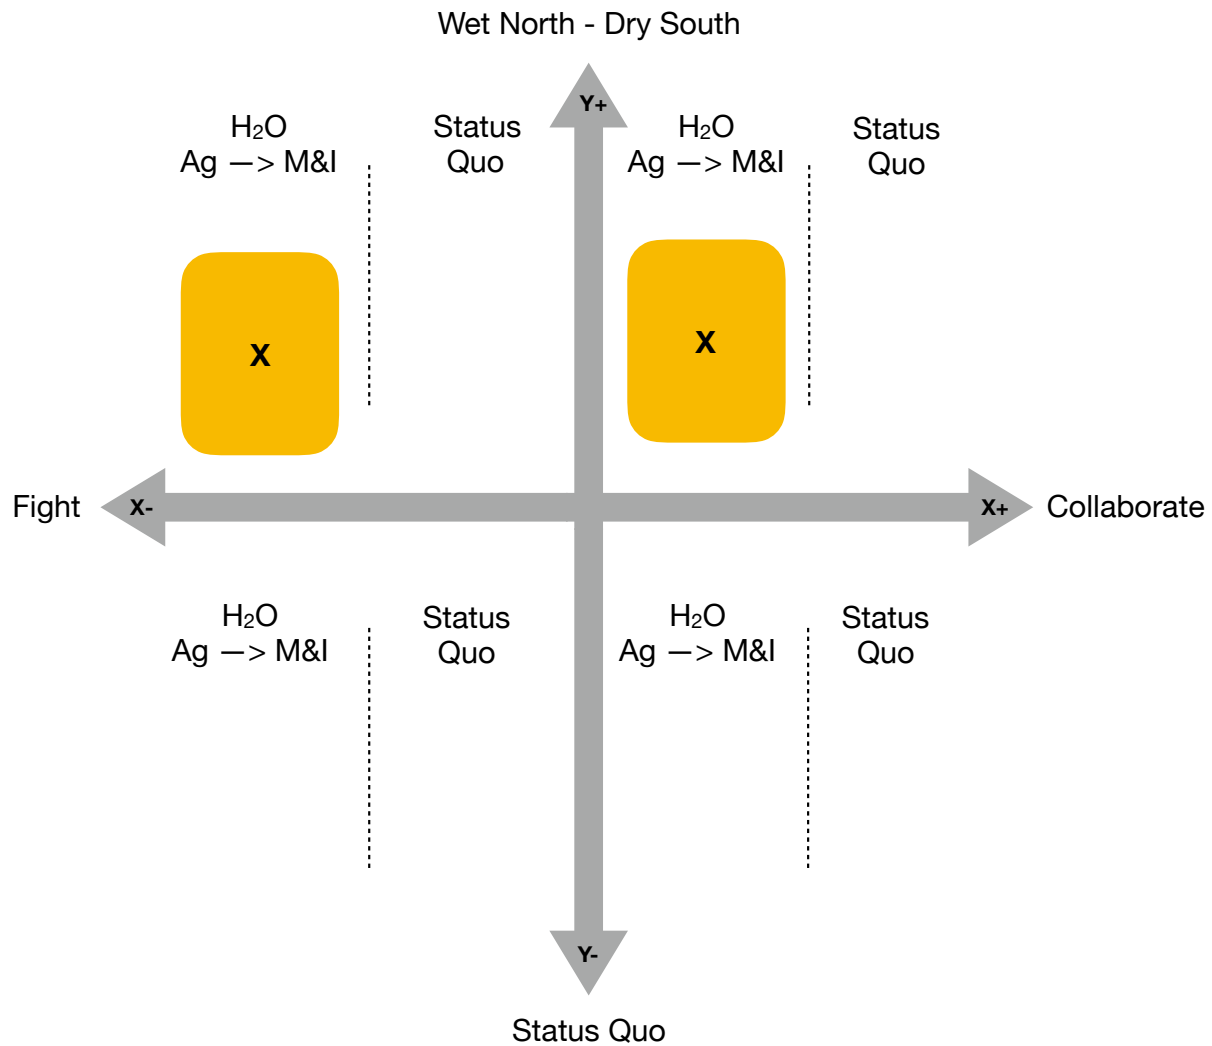 Wet North - Dry South
Y+
H₂O
Ag —> M&I
Status
Quo
H₂O
Ag —> M&I
Status
Quo
X
X
Fight
X-
X+
Collaborate
H₂O
Ag —> M&I
Status
Quo
H₂O
Ag —> M&I
Status
Quo
Y-
Status Quo